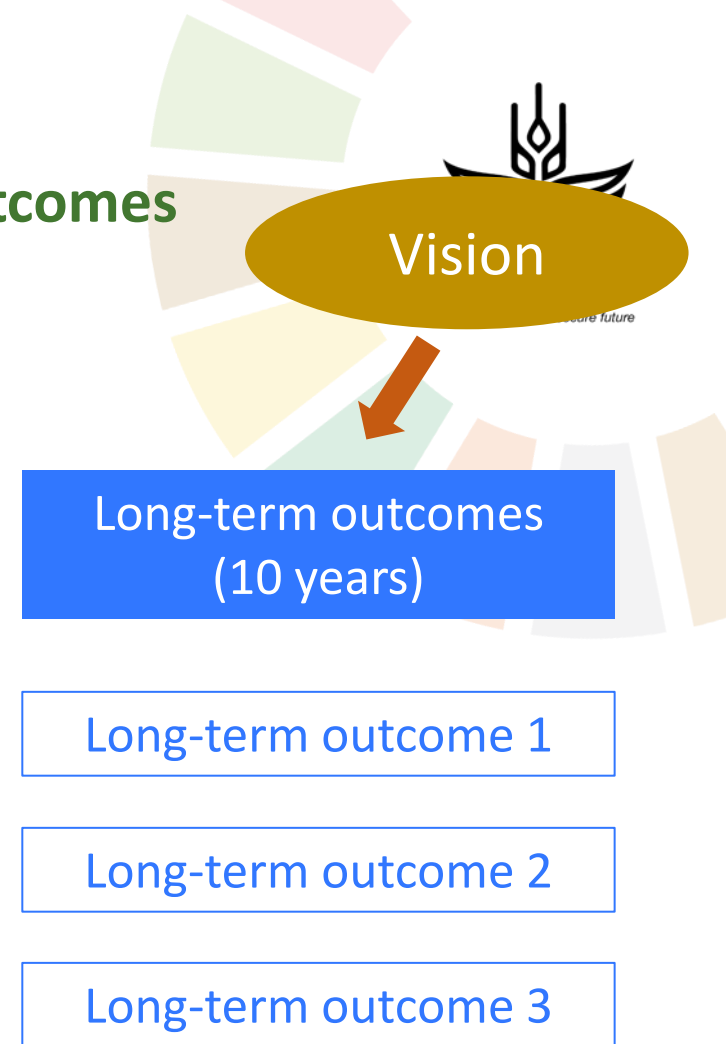 tcomes
Vision
future
Long-term outcomes
(10 years)
Long-term outcome 1
Long-term outcome 2
Long-term outcome 3